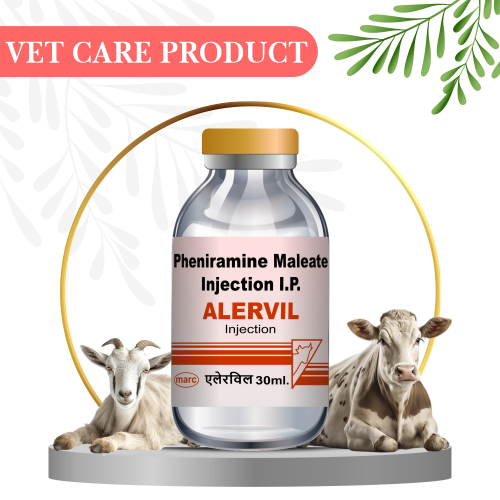 VET CARE PRODUCT
Pheniramine Maleate
Injection I.P.
ALERVIL
Injection
marc एलेरविल 30ml.